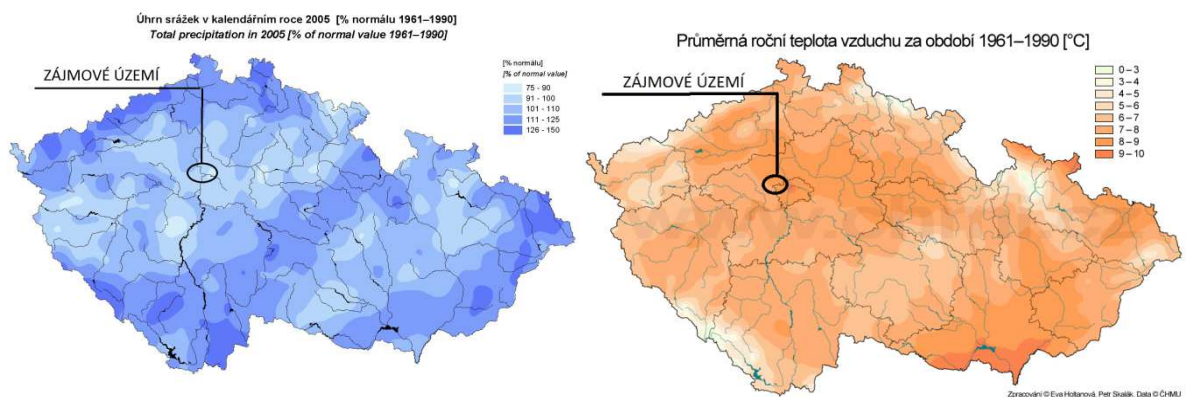 Úhrn srážek v kalendářním roce 2005 [% normálu 1961–1990]
Total precipitation in 2005 [% of normal value 1961–1990]
ZÁJMOVÉ ÚZEMÍ
[% normálu]
[% of normal value]
75 - 90
91 - 100
101 - 110
111 - 125
126 - 150
Průměrná roční teplota vzduchu za období 1961–1990 [°C]
ZÁJMOVÉ ÚZEMÍ
0 – 3
3 – 4
4 – 5
5 – 6
6 – 7
7 – 8
8 – 9
9 – 10
Zpracování © Eva Holtanová, Petr Skalák, Data © ČHMÚ